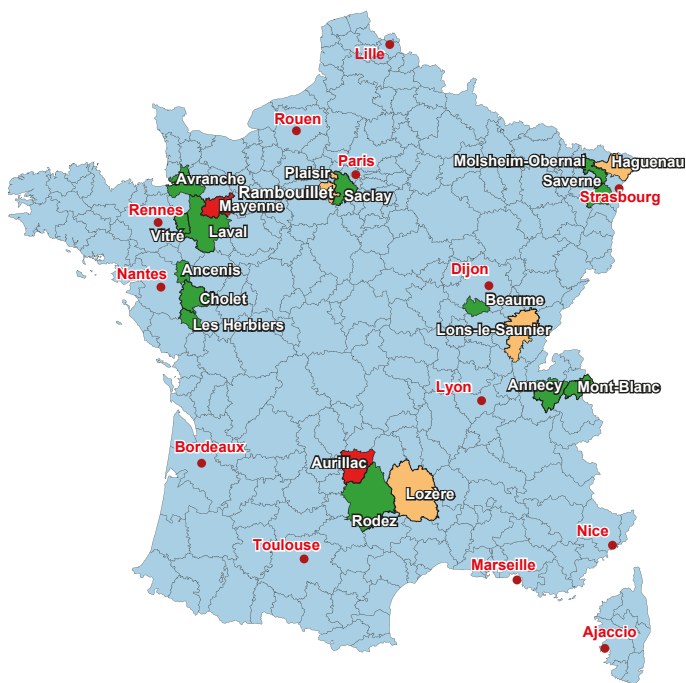 Lille
Rouen
Paris
Plaisir
Rambouillet
Saclay
Molsheim-Obernai
Haguenau
Saverne
Strasbourg
Avranche
Mayenne
Rennes
Vitré
Laval
Nantes
Ancenis
Cholet
Les Herbiers
Dijon
Beaume
Lons-le-Saunier
Annecy
Mont-Blanc
Lyon
Bordeaux
Aurillac
Lozère
Rodez
Toulouse
Nice
Marseille
Ajaccio